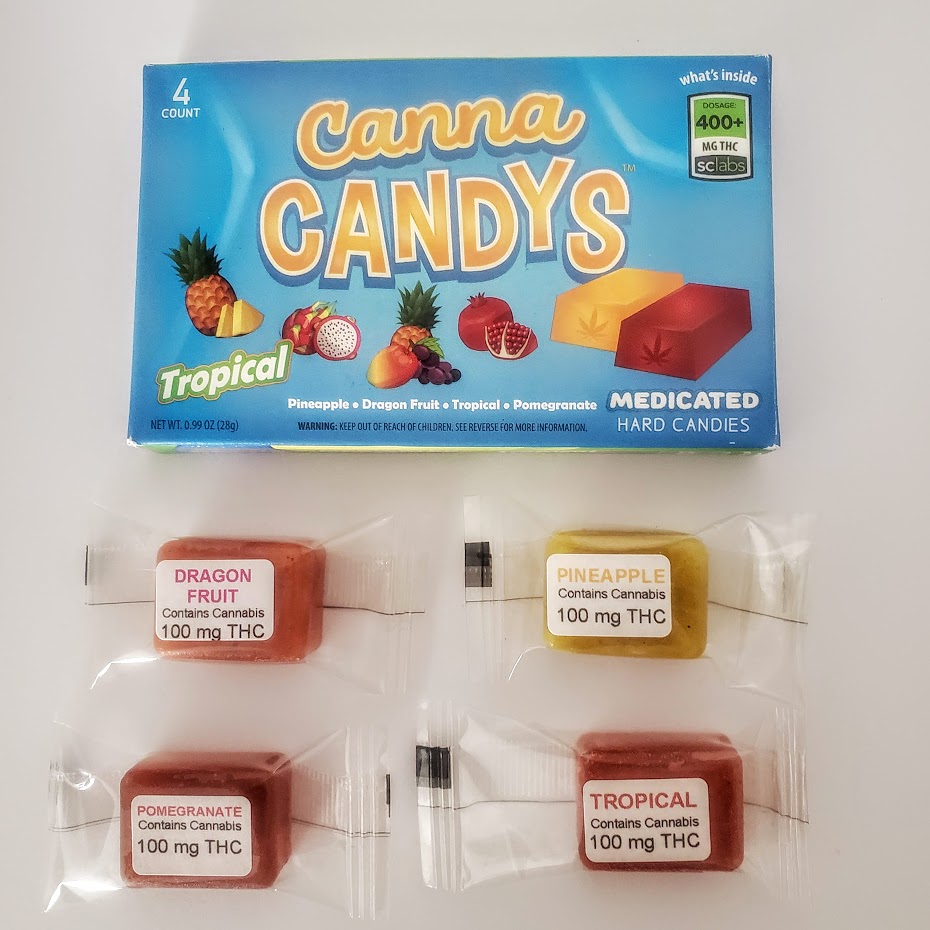 4
COUNT
Canna
CANDYS™
what's inside
DOSAGE:
400+
MG THC
sclabs
Tropical
Pineapple • Dragon Fruit • Tropical • Pomegranate
MEDICATED
HARD CANDIES
NET WT. 0.99 OZ (28g)
WARNING: KEEP OUT OF REACH OF CHILDREN. SEE REVERSE FOR MORE INFORMATION.
DRAGON
FRUIT
Contains Cannabis
100 mg THC
PINEAPPLE
Contains Cannabis
100 mg THC
POMEGRANATE
Contains Cannabis
100 mg THC
TROPICAL
Contains Cannabis
100 mg THC